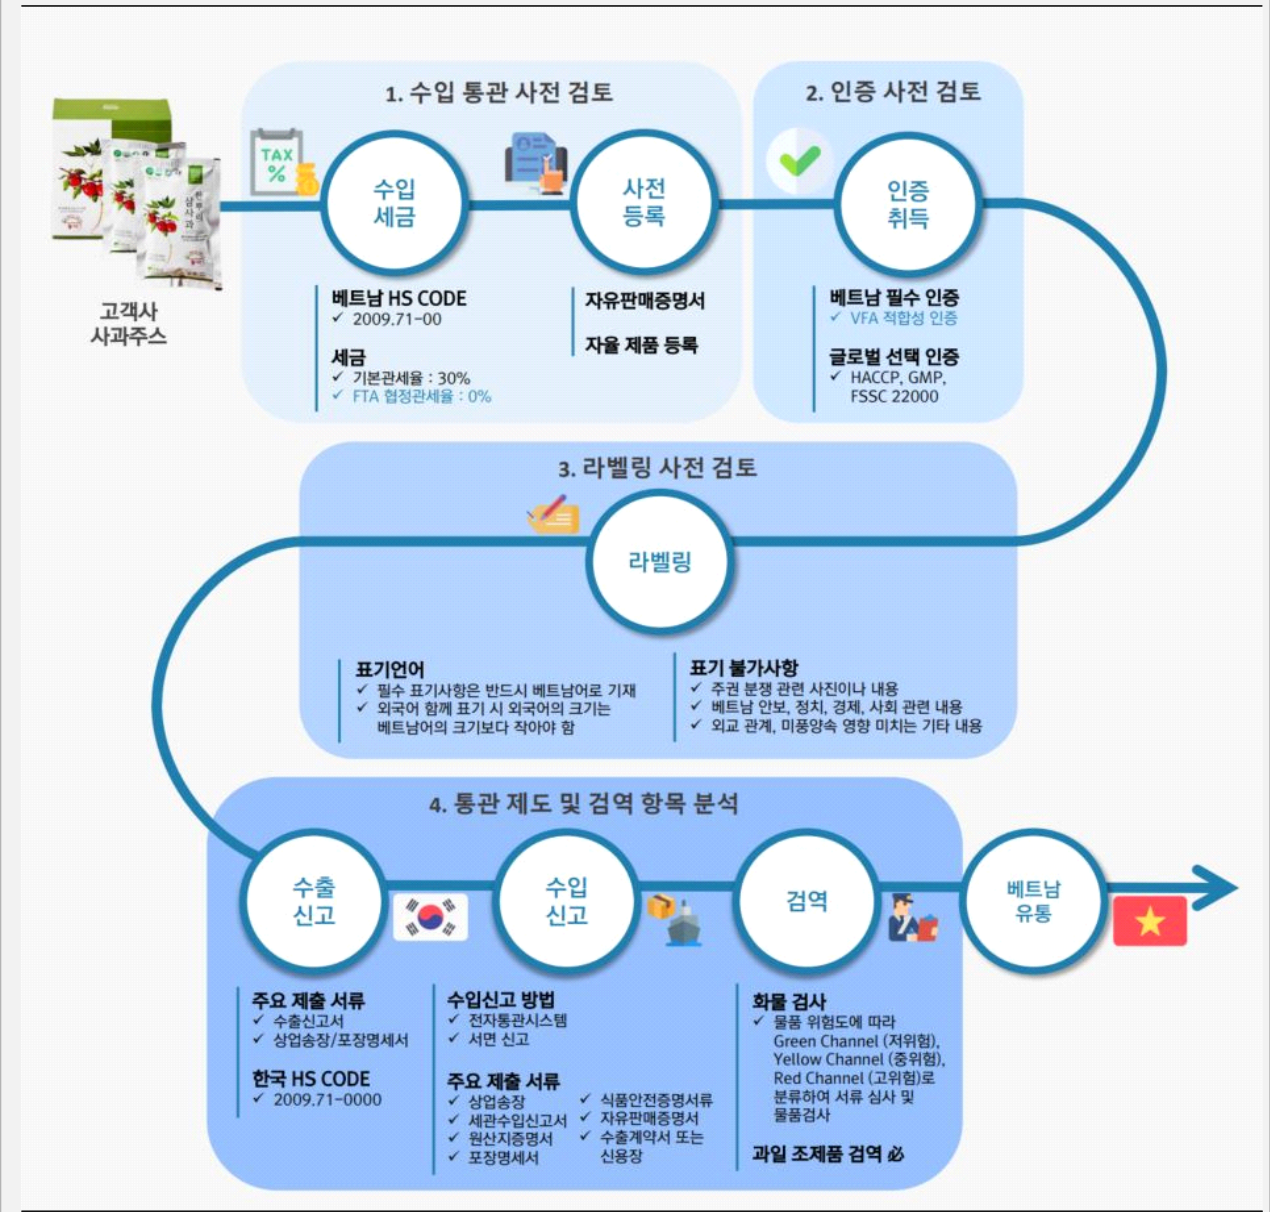 1. 수입 통관 사전 검토
2. 인증 사전 검토
TAX
%
수입
세금
사전
등록
인증
취득
산삼사과
고객사
사과주스
베트남 HS CODE
✓ 2009.71-00
세금
✓ 기본관세율 : 30%
✓ FTA 협정관세율 : 0%
자유판매증명서
자율 제품 등록
베트남 필수 인증
✓ VFA 적합성 인증
글로벌 선택 인증
✓ HACCP, GMP,
FSSC 22000
3. 라벨링 사전 검토
라벨링
표기언어
✓ 필수 표기사항은 반드시 베트남어로 기재
✓ 외국어 함께 표기 시 외국어의 크기는
베트남어의 크기보다 작아야 함
표기 불가사항
✓ 주권 분쟁 관련 사진이나 내용
✓ 베트남 안보, 정치, 경제, 사회 관련 내용
✓ 외교 관계, 미풍양속 영향 미치는 기타 내용
4. 통관 제도 및 검역 항목 분석
수출
신고
수입
신고
검역
베트남
유통
주요 제출 서류
✓ 수출신고서
✓ 상업송장/포장명세서
한국 HS CODE
✓ 2009.71-0000
수입신고 방법
✓ 전자통관시스템
✓ 서면 신고
주요 제출 서류
✓ 상업송장
✓ 세관수입신고서
✓ 원산지증명서
✓ 포장명세서
✓ 식품안전증명서류
✓ 자유판매증명서
✓ 수출계약서 또는
신용장
화물 검사
✓ 물품 위험도에 따라
Green Channel (저위험),
Yellow Channel (중위험),
Red Channel (고위험)로
분류하여 서류 심사 및
물품검사
과일 조제품 검역 必